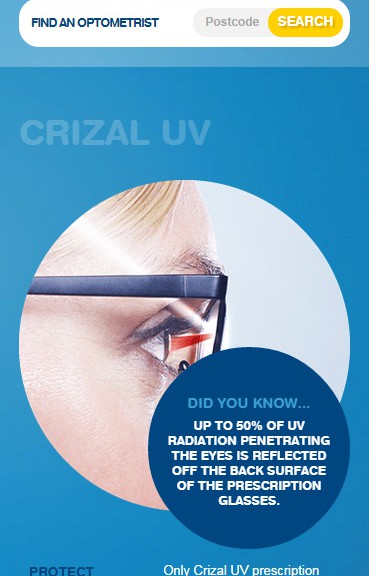 FIND AN OPTOMETRIST Postcode SEARCH
CRIZAL UV
DID YOU KNOW...
UP TO 50% OF UV
RADIATION PENETRATING
THE EYES IS REFLECTED
OFF THE BACK SURFACE
OF THE PRESCRIPTION
GLASSES.
PROTECT Only Crizal UV prescription